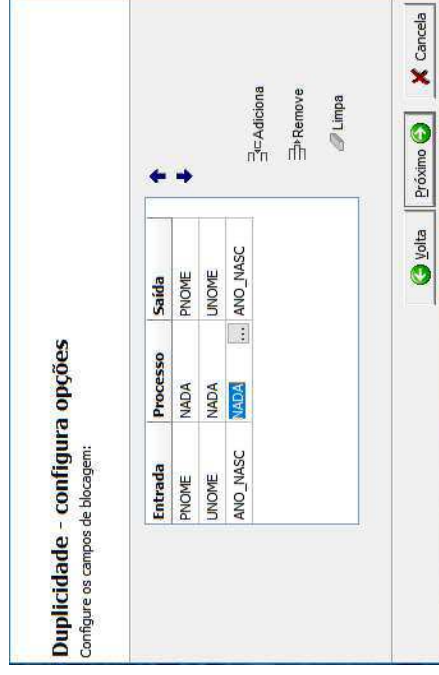 Duplicidade - configura opções
Configure os campos de blocagem:
Entrada Processo Saída
PNOME NADA PNOME
UNOME NADA UNOME
ANO_NASC NADA ... ANO_NASC
Adiciona
Remove
Limpa
Volta Próximo Cancela